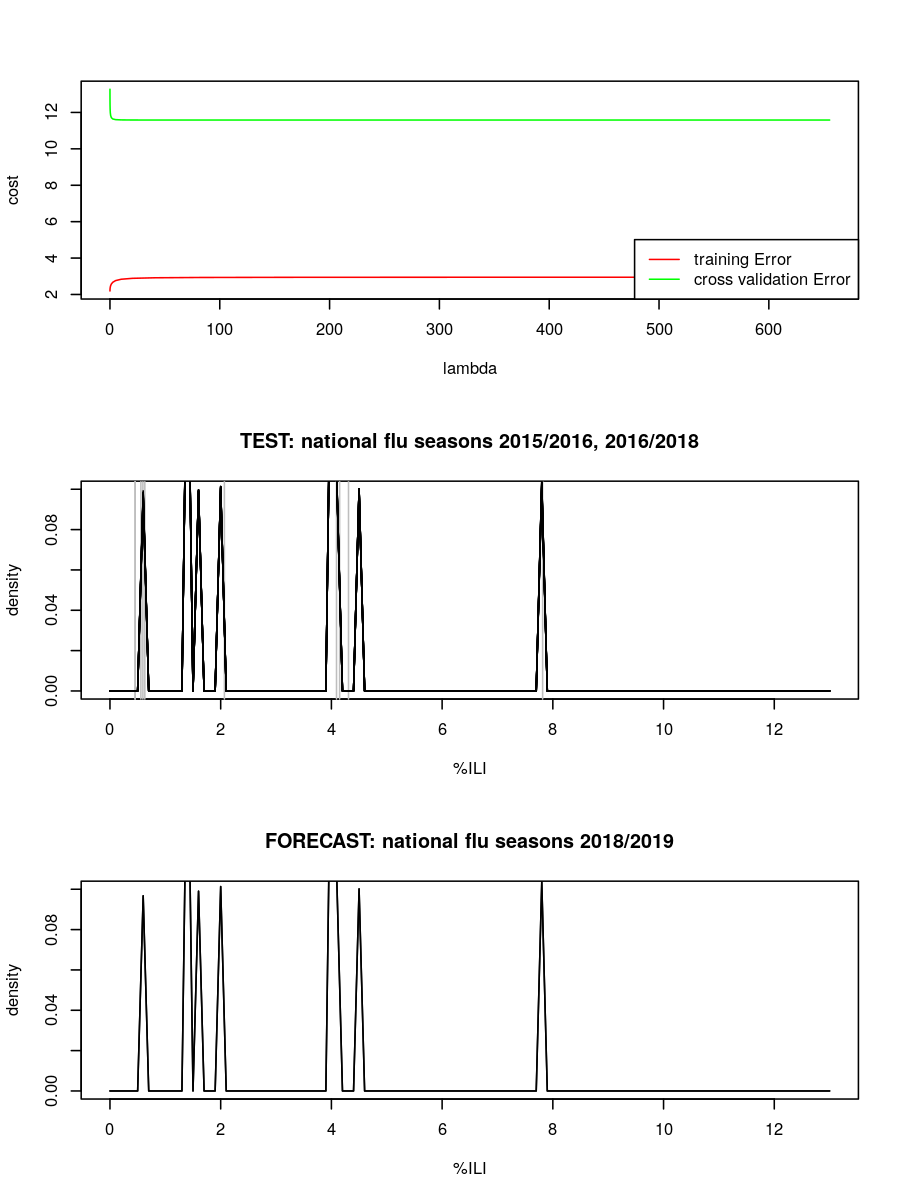 cost
12
10
8
6
4
2
training Error
cross validation Error
0 100 200 300 400 500 600
lambda
TEST: national flu seasons 2015/2016, 2016/2018
density
0.08
0.04
0.00
0 2 4 6 8 10 12
%ILI
FORECAST: national flu seasons 2018/2019
density
0.08
0.04
0.00
0 2 4 6 8 10 12
%ILI